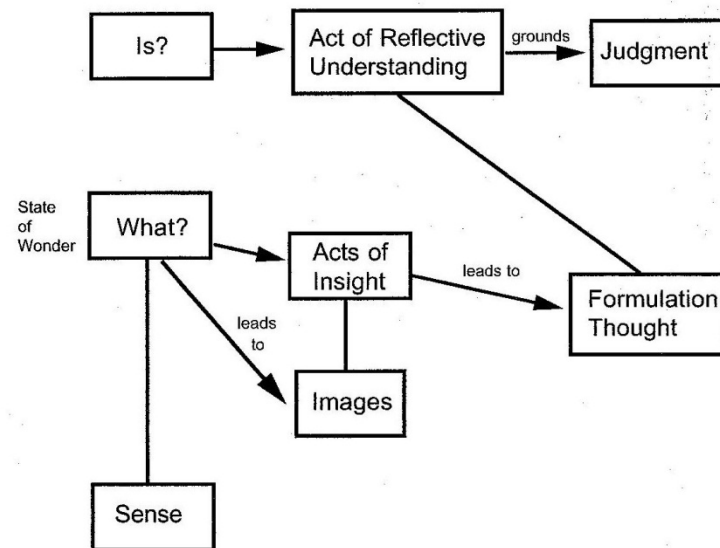 Is?
Act of Reflective
Understanding
grounds
Judgment
State
of
Wonder
What?
Acts of
Insight
leads to
Formulation
Thought
leads
to
Images
Sense